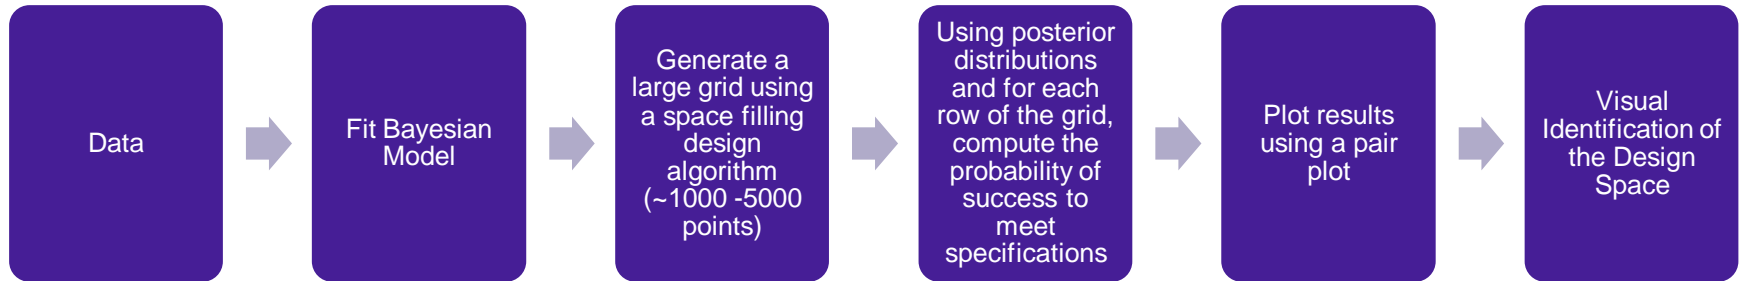 Data
Fit Bayesian
Model
Generate a
large grid using
a space filling
design
algorithm
(~1000 -5000
points)
Using posterior
distributions
and for each
row of the grid,
compute the
probability of
success to
meet
specifications
Plot results
using a pair
plot
Visual
Identification of
the Design
Space